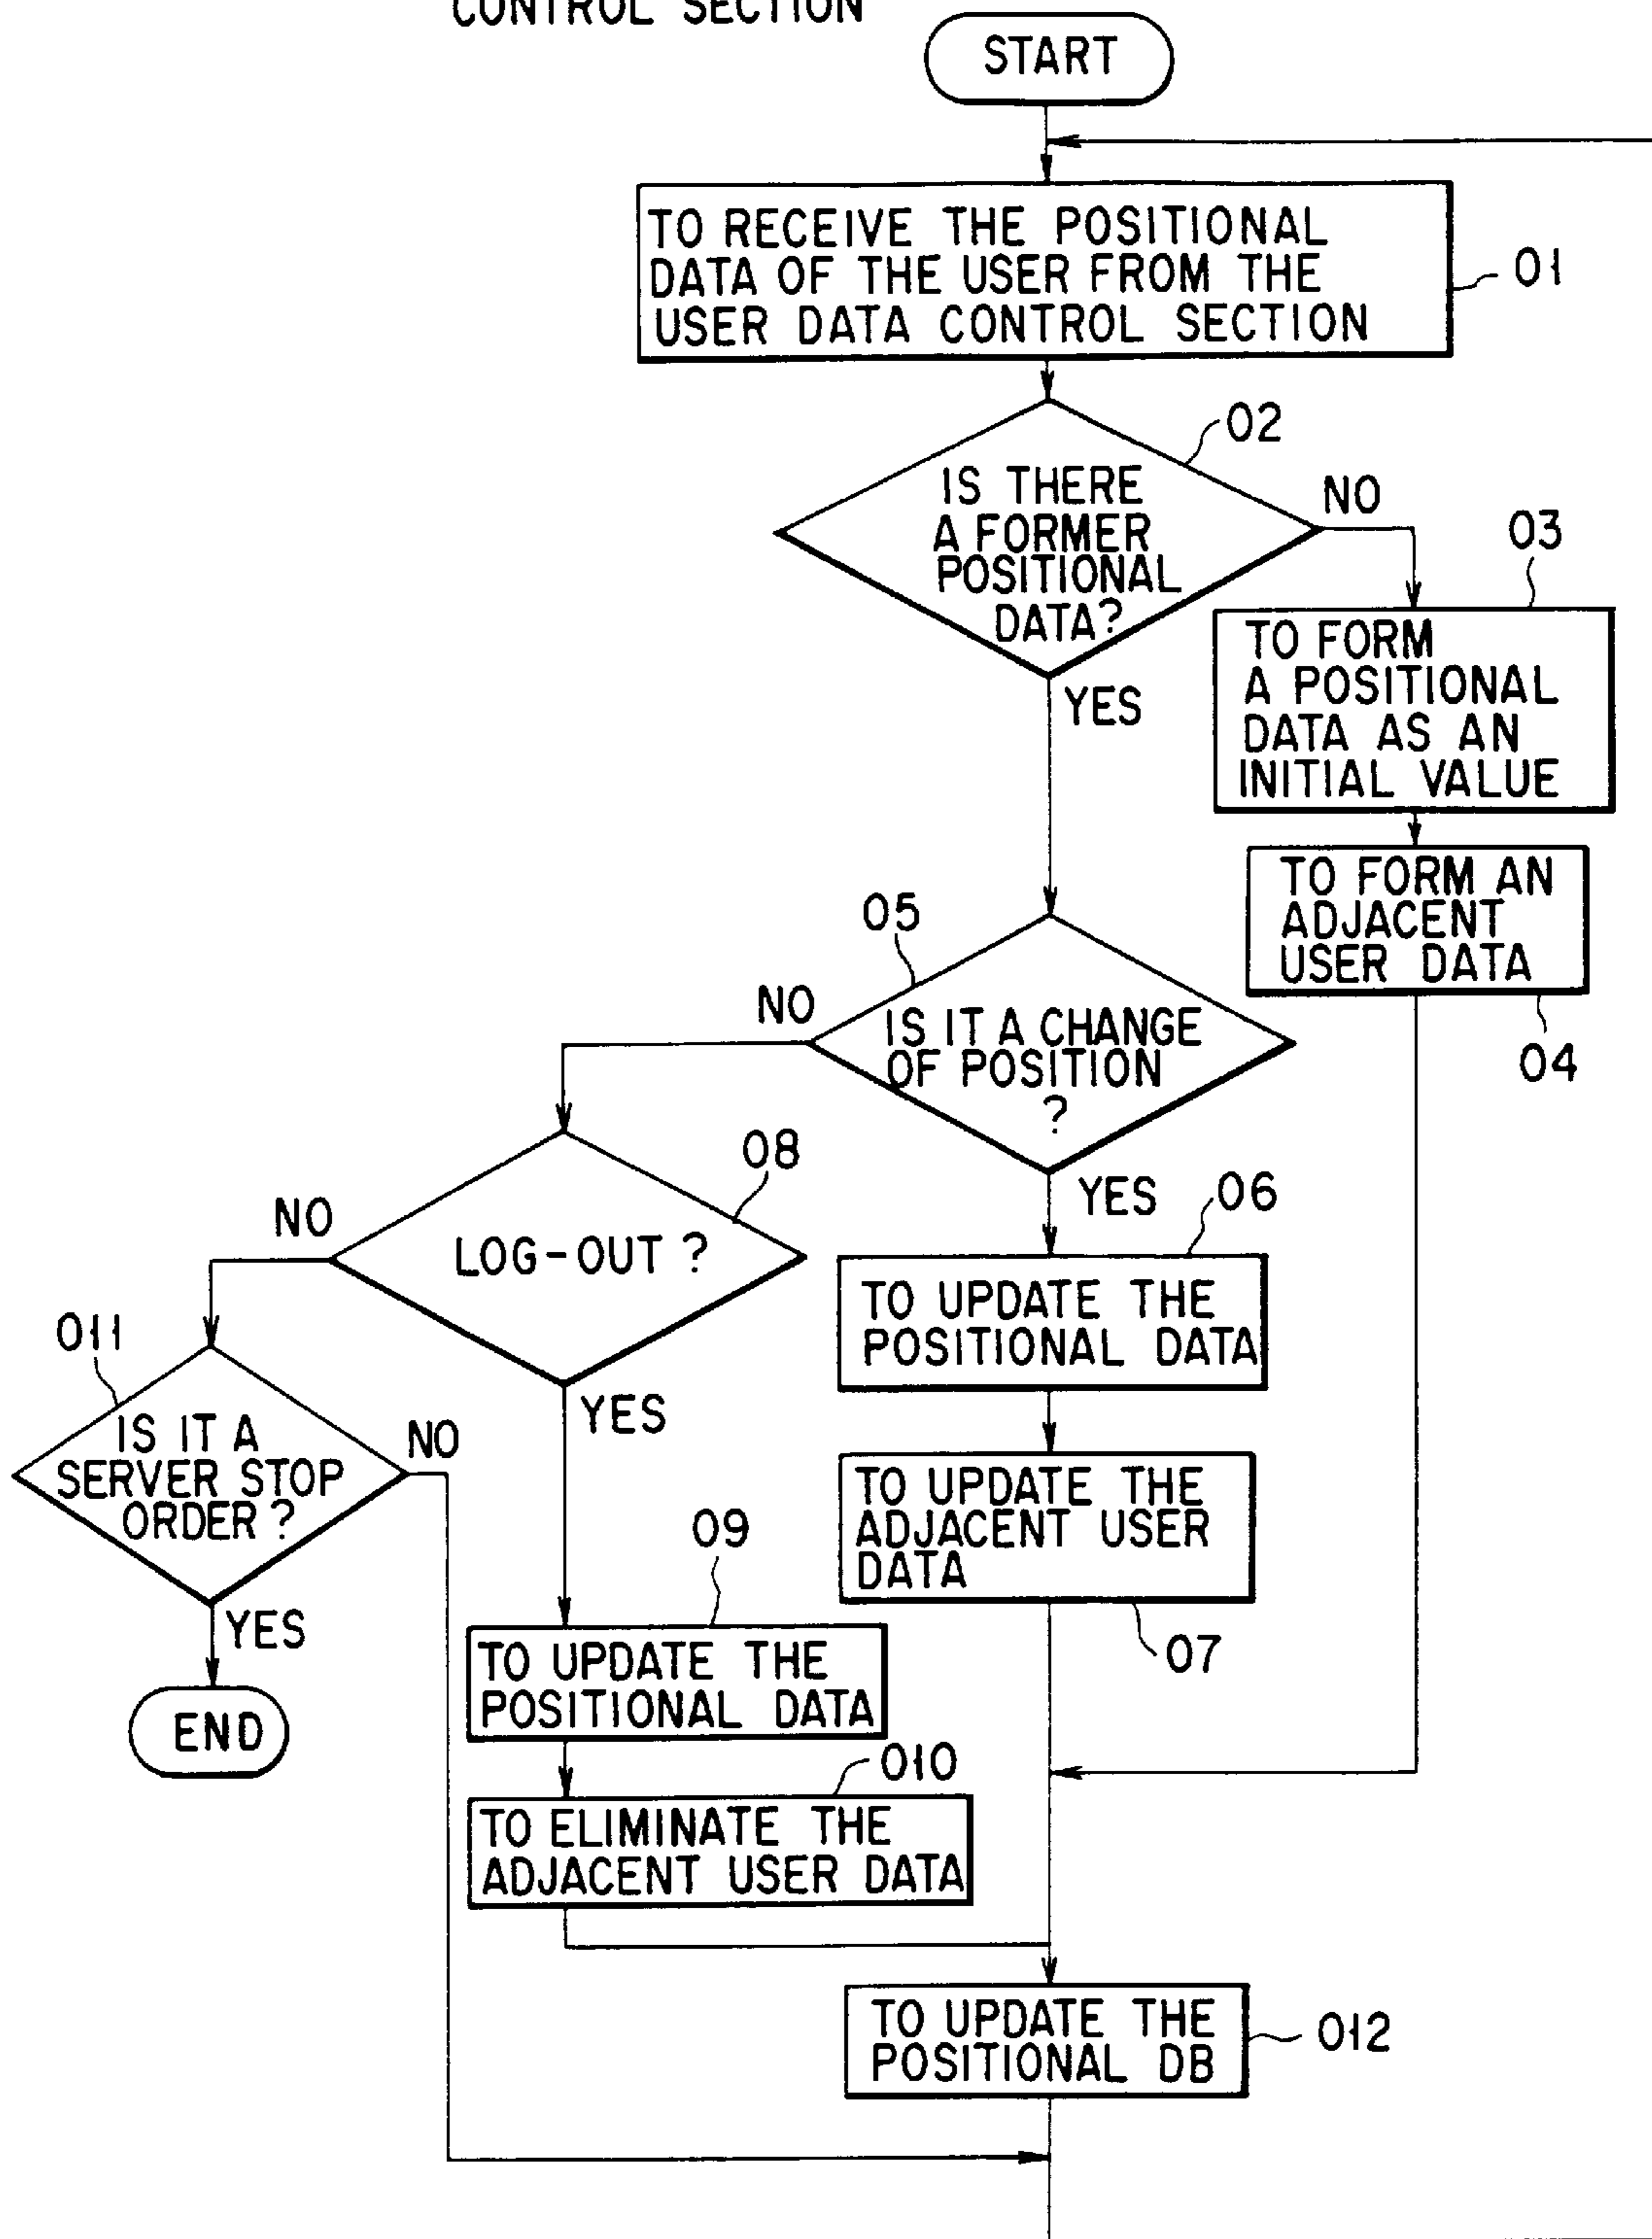 CONTROL SECTION
START
TO RECEIVE THE POSITIONAL
DATA OF THE USER FROM THE
USER DATA CONTROL SECTION
01
02
IS THERE
A FORMER
POSITIONAL
DATA?
NO
YES
03
TO FORM
A POSITIONAL
DATA AS AN
INITIAL VALUE
TO FORM AN
ADJACENT
USER DATA
04
05
NO
IS IT A CHANGE
OF POSITION
?
YES
08
NO
LOG-OUT ?
YES
06
TO UPDATE THE
POSITIONAL DATA
TO UPDATE THE
ADJACENT USER
DATA
07
011
IS IT A
SERVER STOP
ORDER ?
NO
YES
END
09
TO UPDATE THE
POSITIONAL DATA
010
TO ELIMINATE THE
ADJACENT USER DATA
TO UPDATE THE
POSITIONAL DB
012